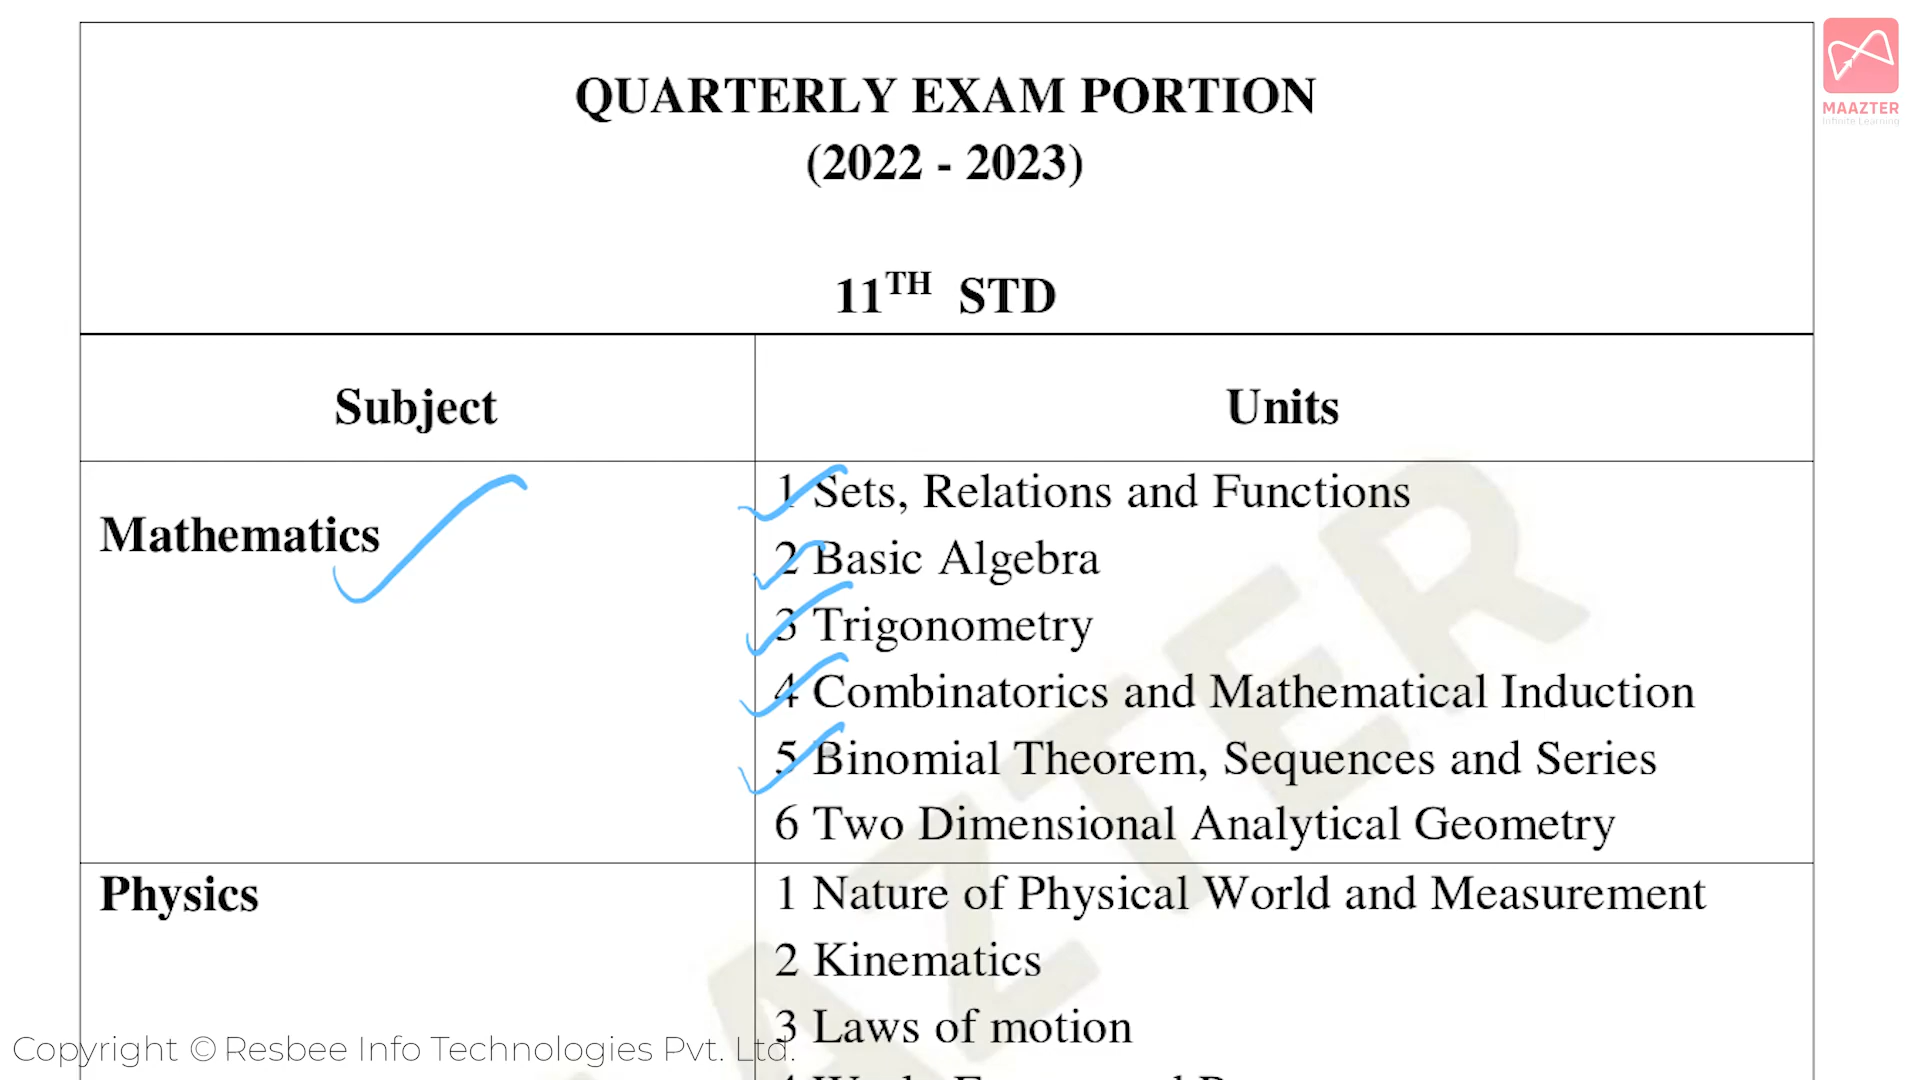 QUARTERLY EXAM PORTION
(2022 - 2023)
11TH STD
MAAZTER
Infinite Learning
Subject
Units
Mathematics
1 Sets, Relations and Functions
2 Basic Algebra
3 Trigonometry
4 Combinatorics and Mathematical Induction
5 Binomial Theorem, Sequences and Series
6 Two Dimensional Analytical Geometry
Physics
1 Nature of Physical World and Measurement
2 Kinematics
3 Laws of motion
Copyright © Resbee Info Technologies Pvt. Ltd.